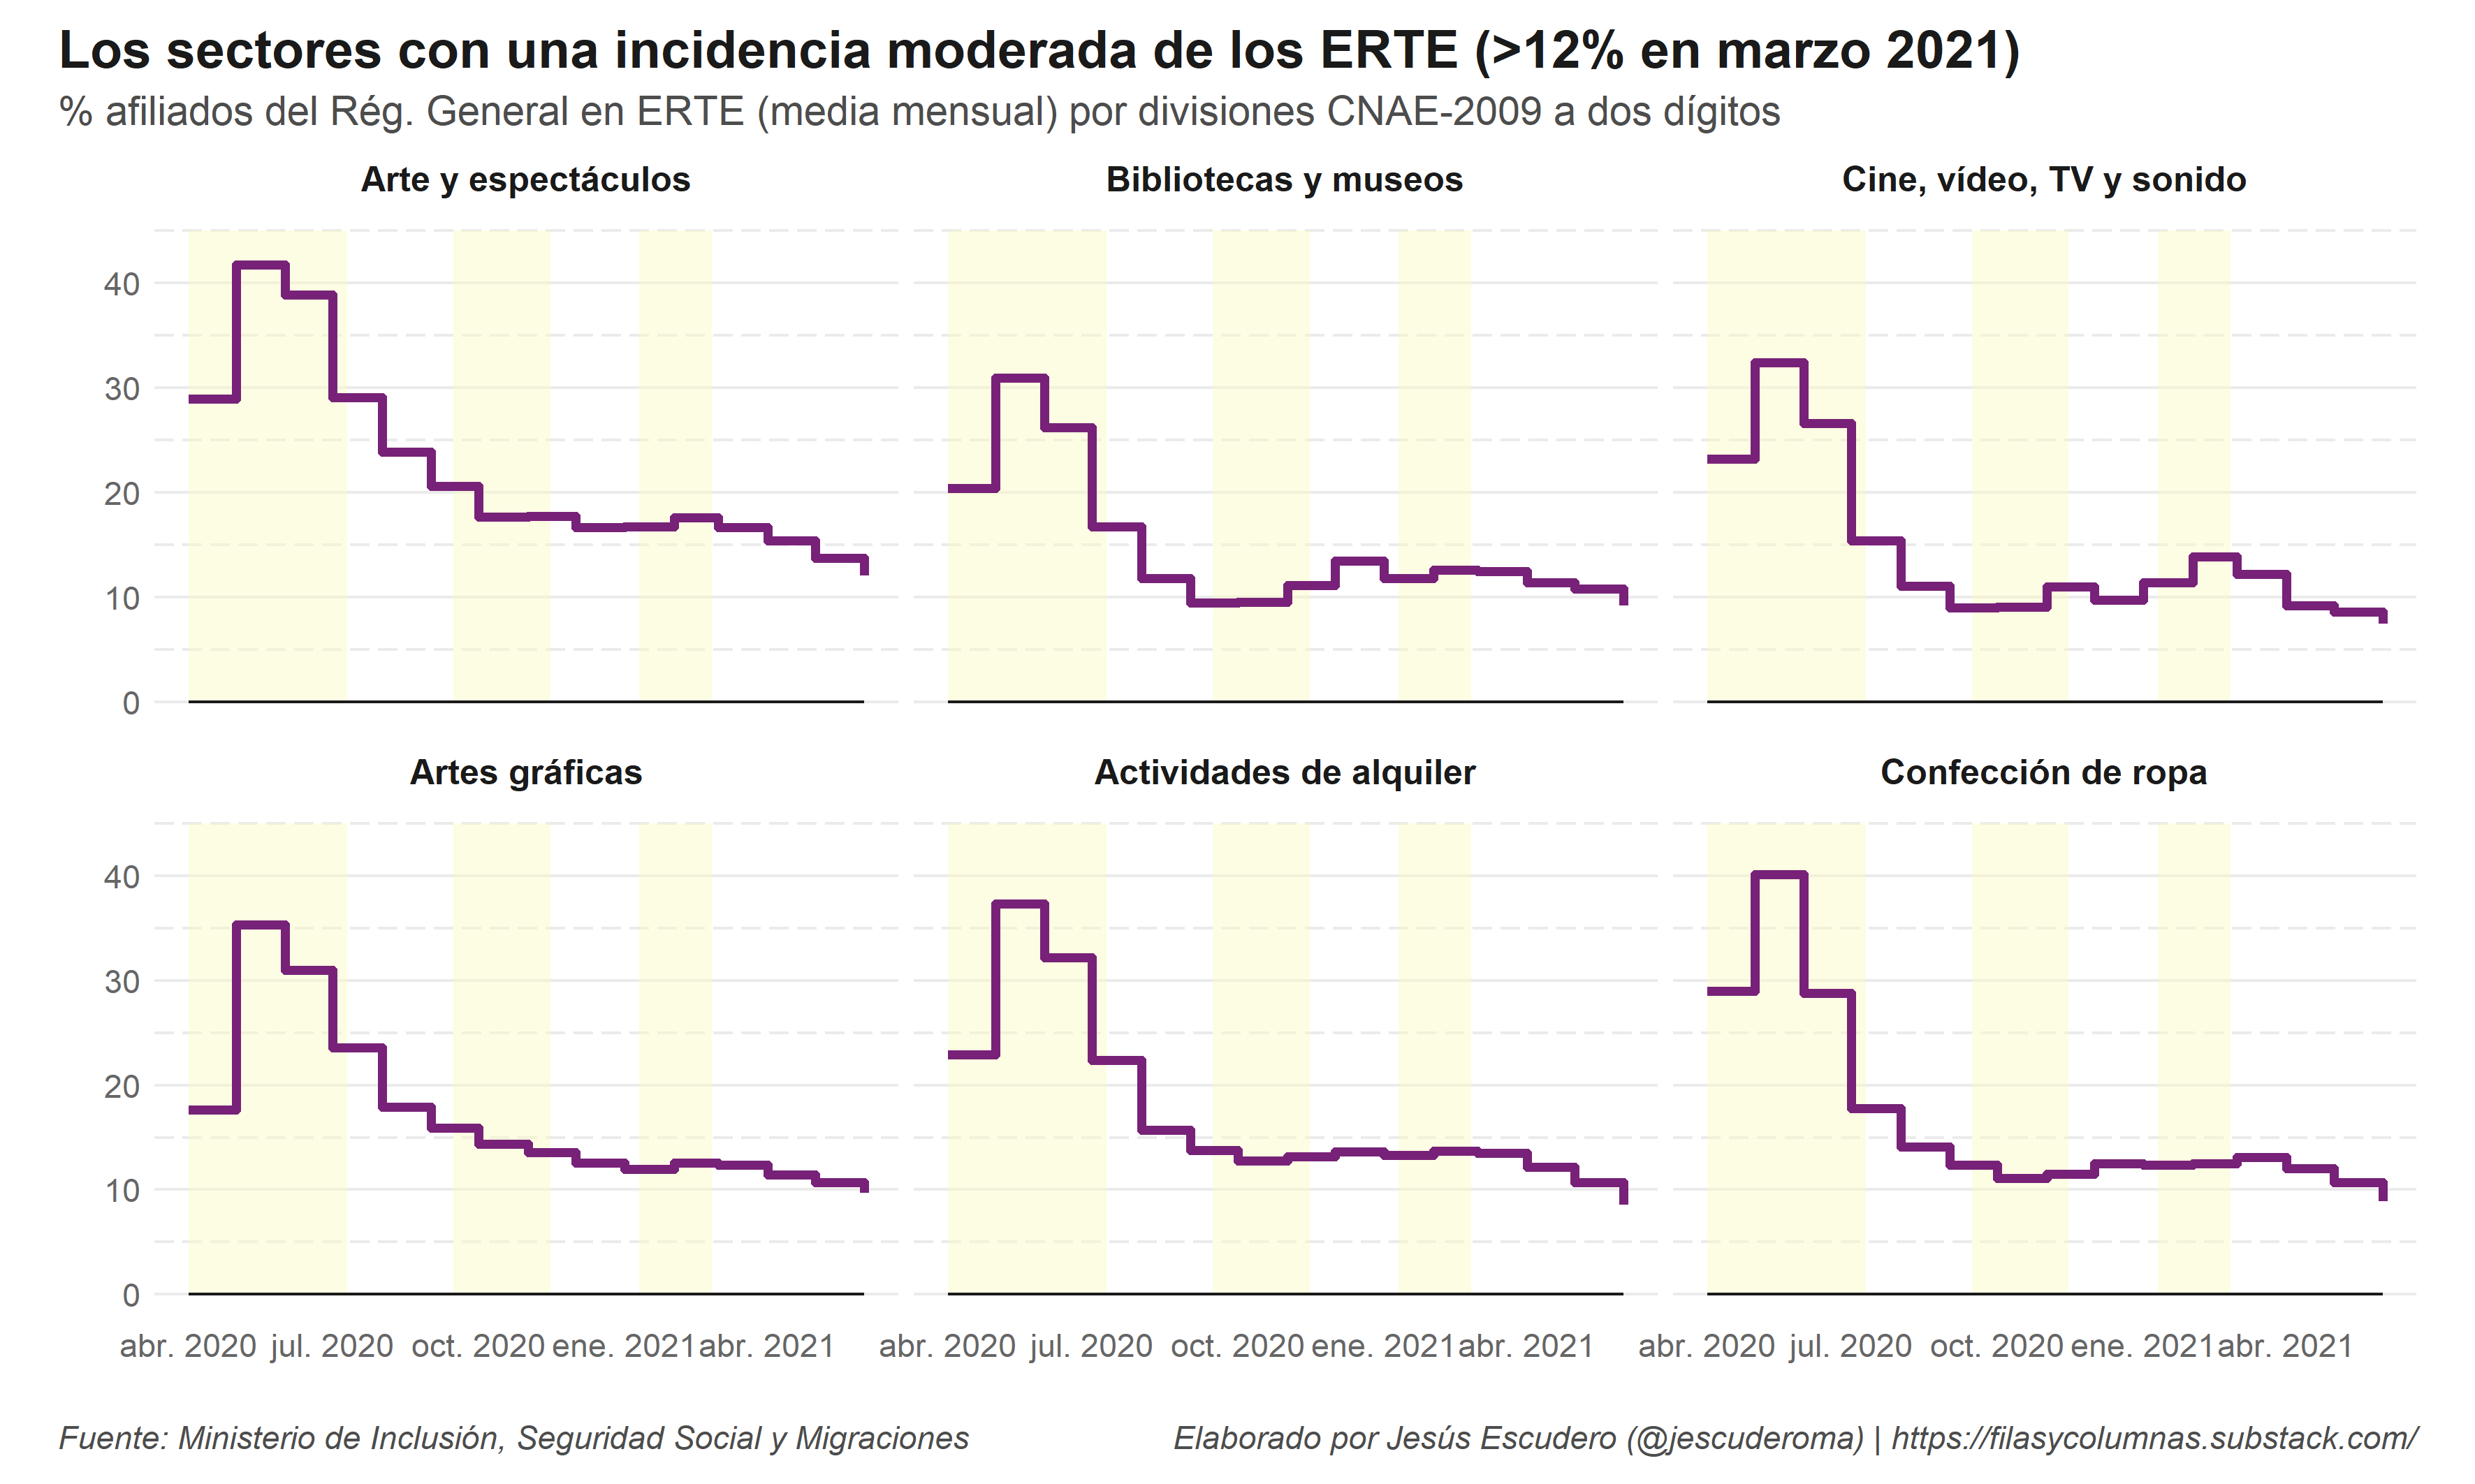 Los sectores con una incidencia moderada de los ERTE (>12% en marzo 2021)
% afiliados del Rég. General en ERTE (media mensual) por divisiones CNAE-2009 a dos dígitos
Arte y espectáculos
Bibliotecas y museos
Cine, vídeo, TV y sonido
40
30
20
10
0
Artes gráficas
Actividades de alquiler
Confección de ropa
40
30
20
10
0
abr. 2020 jul. 2020 oct. 2020 ene. 2021 abr. 2021
abr. 2020 jul. 2020 oct. 2020 ene. 2021 abr. 2021
abr. 2020 jul. 2020 oct. 2020 ene. 2021 abr. 2021
Fuente: Ministerio de Inclusión, Seguridad Social y Migraciones
Elaborado por Jesús Escudero (@jescuderoma) | https://filasycolumnas.substack.com/